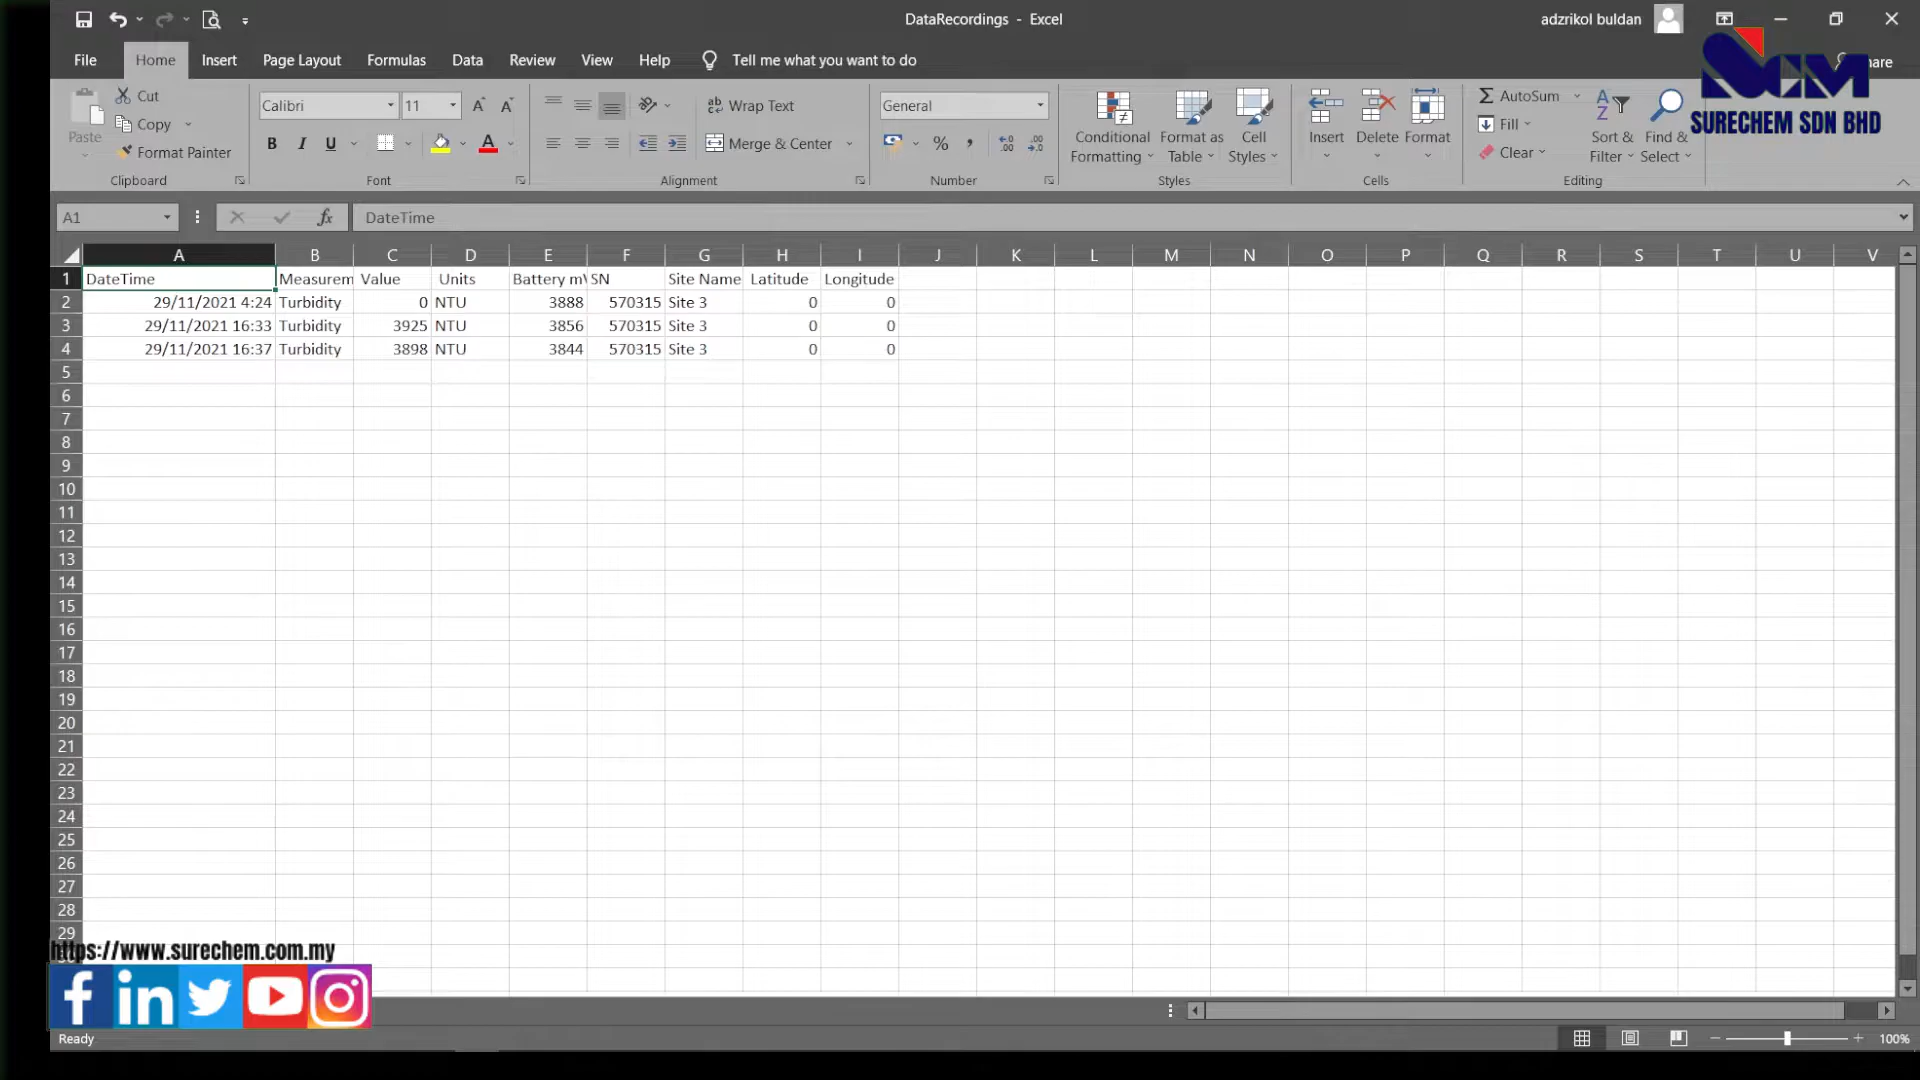 DataRecordings - Excel
adzrikol buldan
File Home Insert Page Layout Formulas Data Review View Help Tell me what you want to do
SCM
SURECHEM SDN BHD
Paste
Cut
Copy
Format Painter
Clipboard
Calibri 11
B I U
Font
Wrap Text
Merge & Center
Alignment
General
Number
Conditional Formatting
Format as Table
Cell Styles
Styles
Insert Delete Format
Cells
AutoSum
Fill
Clear
Sort & Filter
Find & Select
Editing
A1 fx DateTime
A B C D E F G H I J K L M N O P Q R S T U V
1 DateTime Measurem Value Units Battery mV SN Site Name Latitude Longitude
2 29/11/2021 4:24 Turbidity 0 NTU 3888 570315 Site 3 0 0
3 29/11/2021 16:33 Turbidity 3925 NTU 3856 570315 Site 3 0 0
4 29/11/2021 16:37 Turbidity 3898 NTU 3844 570315 Site 3 0 0
5
6
7
8
9
10
11
12
13
14
15
16
17
18
19
20
21
22
23
24
25
26
27
28
29
https://www.surechem.com.my
Ready
100%